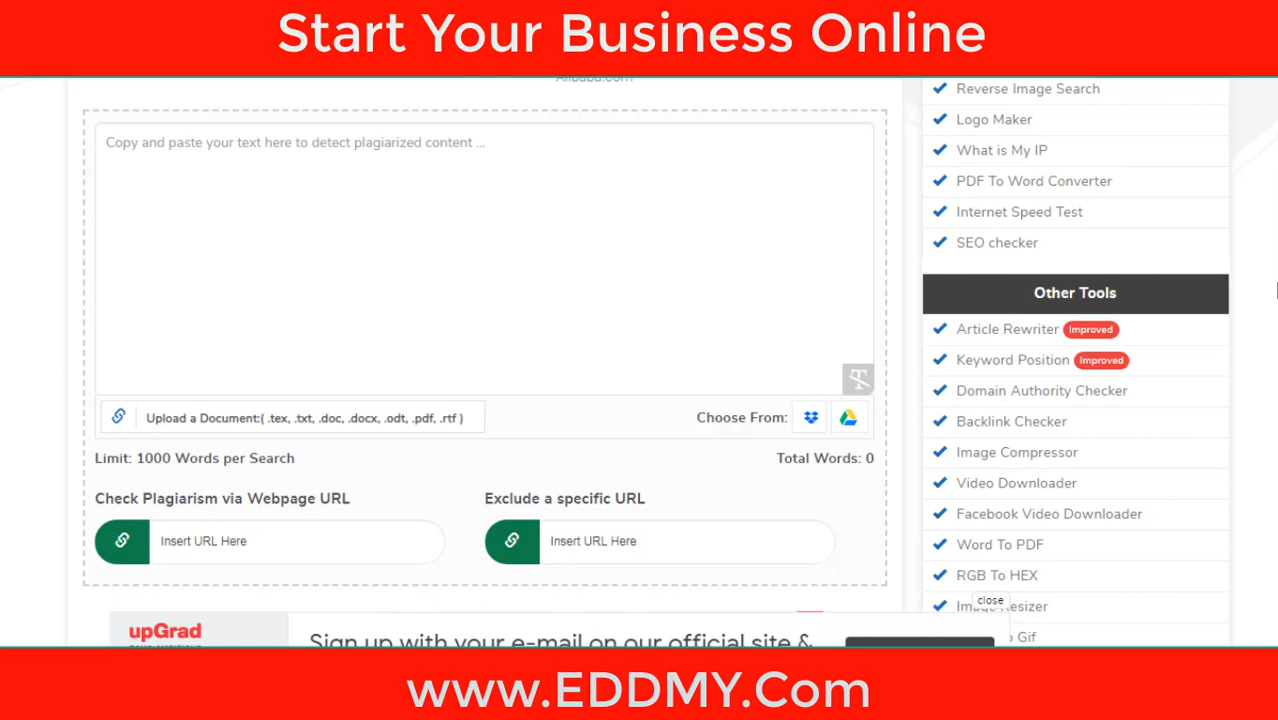 Start Your Business Online
Alibaba.com
Copy and paste your text here to detect plagiarized content ...
Upload a Document:( .tex, .txt, .doc, .docx, .odt, .pdf, .rtf )
Choose From:
Limit: 1000 Words per Search
Total Words: 0
Check Plagiarism via Webpage URL
Exclude a specific URL
Insert URL Here
Insert URL Here
upGrad
Sign up with your e-mail on our official site &
close
Reverse Image Search
Logo Maker
What is My IP
PDF To Word Converter
Internet Speed Test
SEO checker
Other Tools
Article Rewriter Improved
Keyword Position Improved
Domain Authority Checker
Backlink Checker
Image Compressor
Video Downloader
Facebook Video Downloader
Word To PDF
RGB To HEX
Resizer
Gif
www.EDDMY.Com